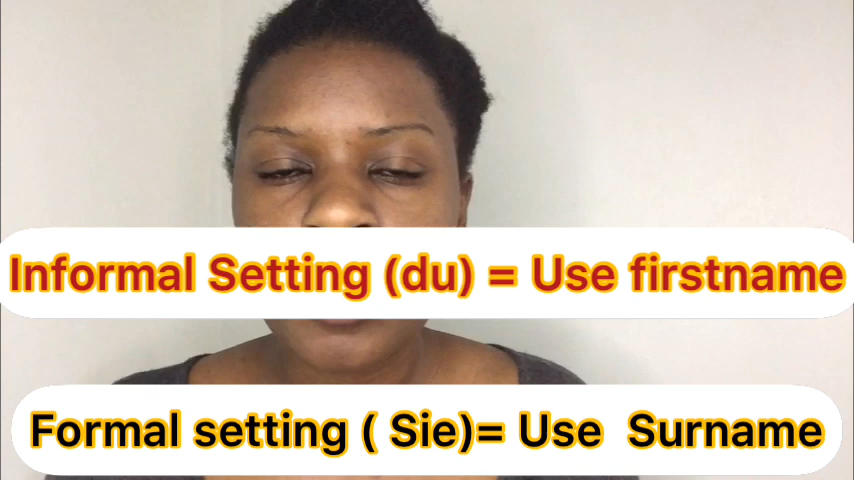 Informal Setting (du) = Use firstname
Formal setting ( Sie)= Use  Surname